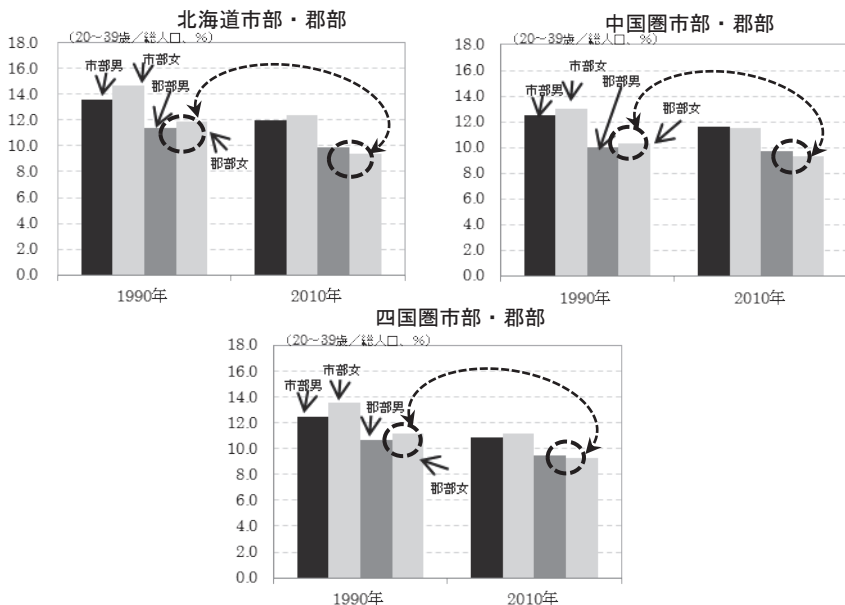 北海道市部・郡部
(20～39歳／総人口、%)
18.0
16.0
14.0
12.0
10.0
8.0
6.0
4.0
2.0
0.0
市部男
市部女
郡部男
郡部女
1990年
2010年
中国圏市部・郡部
(20～39歳／総人口、%)
18.0
16.0
14.0
12.0
10.0
8.0
6.0
4.0
2.0
0.0
市部男
市部女
郡部男
郡部女
1990年
2010年
四国圏市部・郡部
(20～39歳／総人口、%)
18.0
16.0
14.0
12.0
10.0
8.0
6.0
4.0
2.0
0.0
市部男
市部女
郡部男
郡部女
1990年
2010年